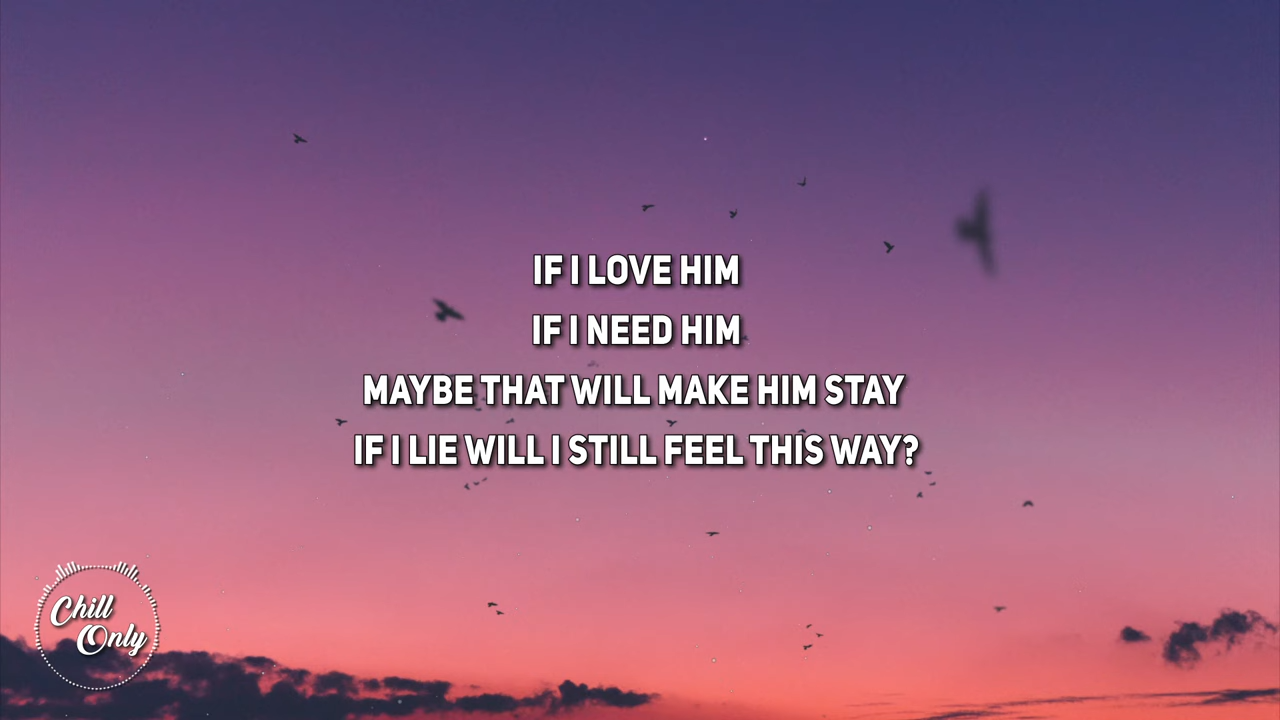 IF I LOVE HIM
IF I NEED HIM
MAYBE THAT WILL MAKE HIM STAY
IF I LIE WILL I STILL FEEL THIS WAY?
Chill
Only